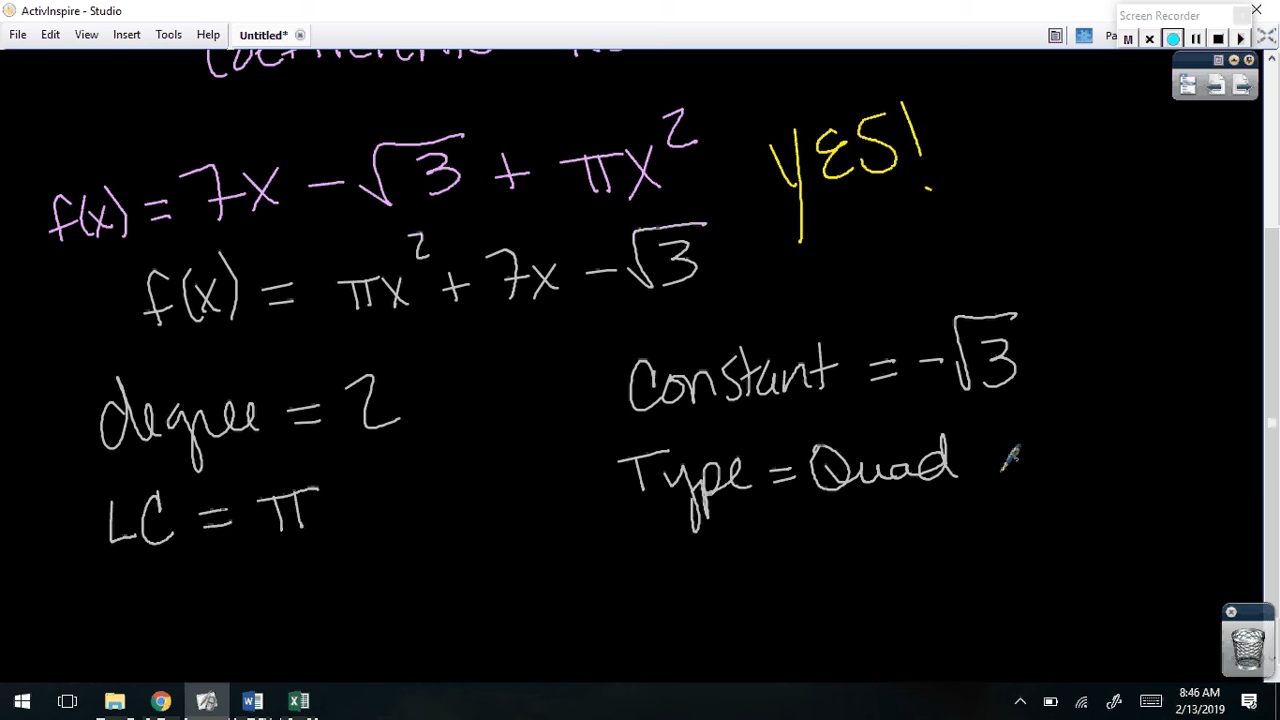 ActivInspire - Studio
Screen Recorder
File Edit View Insert Tools Help Untitled*
Pa
M
f(x) = 7x - √3 + πx² YES!
f(x) = πx² + 7x - √3
degree = 2
Constant = -√3
LC = π
Type = Quad
8:46 AM
2/13/2019